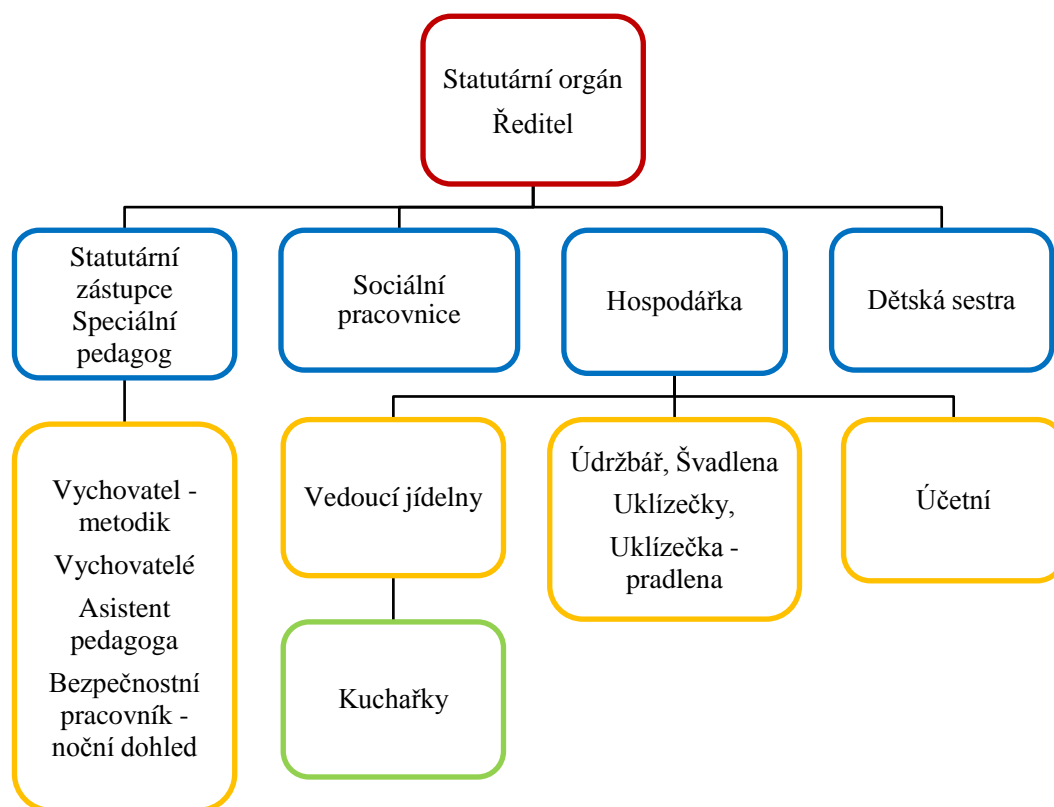 Statutární orgán
Ředitel
Statutární
zástupce
Speciální
pedagog
Sociální
pracovnice
Hospodářka
Dětská sestra
Vychovatel -
metodik
Vychovatelé
Asistent
pedagoga
Bezpečnostní
pracovník -
noční dohled
Vedoucí jídelny
Údržbář, Švadlena
Uklízečky,
Uklízečka -
pradlena
Účetní
Kuchařky